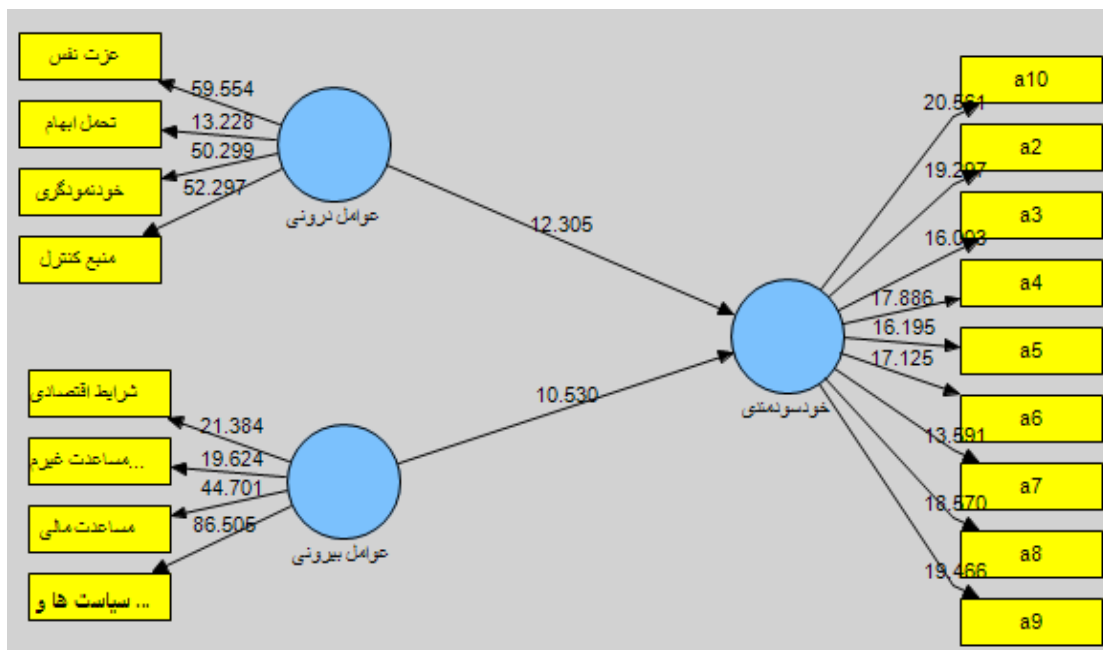 عزت نفس
59.554
تحمل ابهام
13.228
خودنمودگری
50.299
منبع کنترل
52.297
عوامل درونی
12.305
شرایط اقتصادی
21.384
مساعدت غیرم...
19.624
مساعدت مالی
44.701
سیاست ها و ...
86.505
عوامل بیرونی
10.530
خودسودمندی
a10
20.561
a2
19.297
a3
16.093
a4
17.886
a5
16.195
a6
17.125
a7
13.591
a8
18.570
a9
19.466